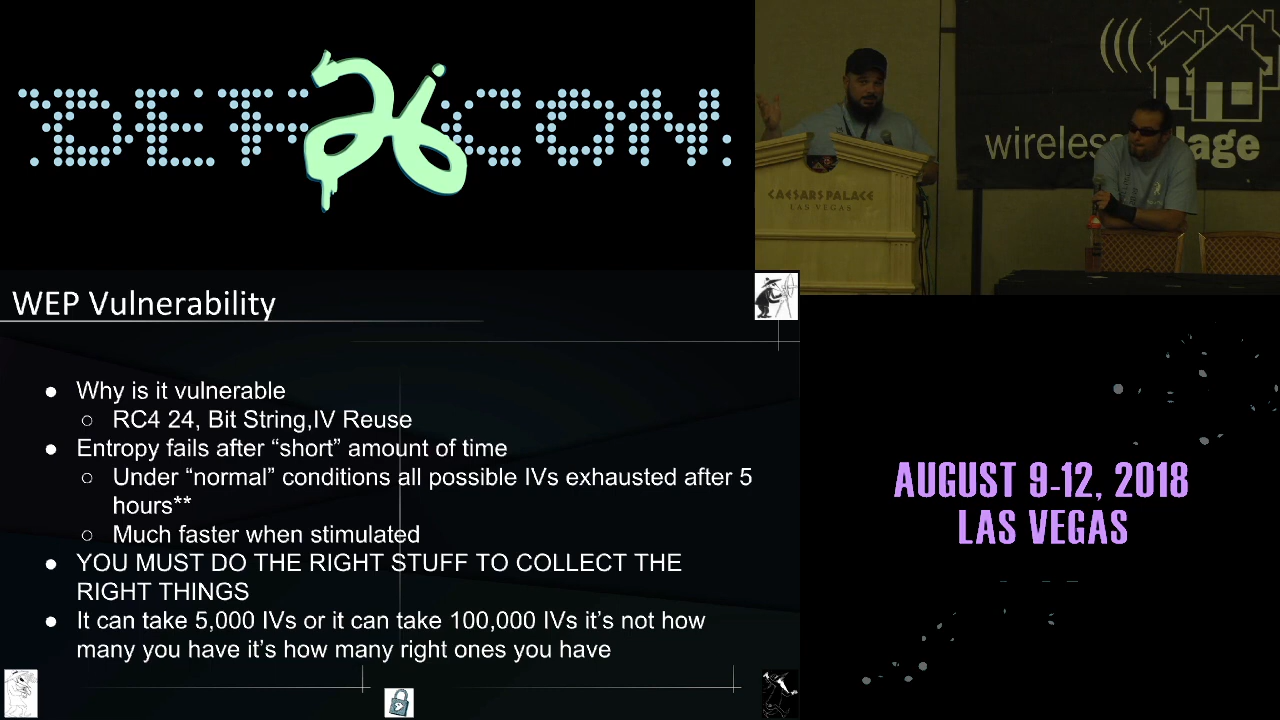 DEF 26 CON
CAESARS PALACE
LAS VEGAS
wireless
lage
WEP Vulnerability
● Why is it vulnerable
○ RC4 24, Bit String,IV Reuse
● Entropy fails after “short” amount of time
○ Under “normal” conditions all possible IVs exhausted after 5
hours**
○ Much faster when stimulated
● YOU MUST DO THE RIGHT STUFF TO COLLECT THE
RIGHT THINGS
● It can take 5,000 IVs or it can take 100,000 IVs it’s not how
many you have it’s how many right ones you have
AUGUST 9-12, 2018
LAS VEGAS